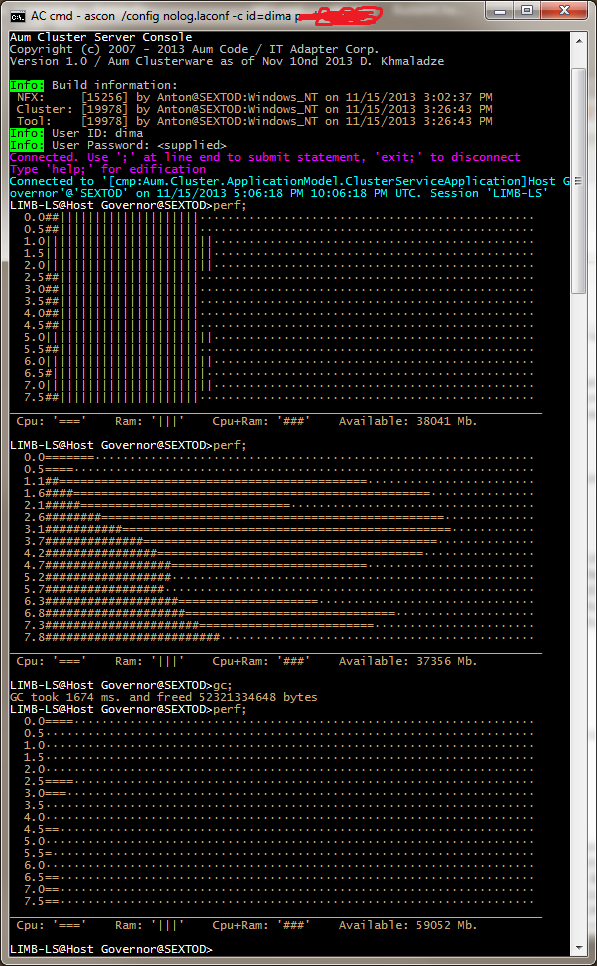 AC cmd - ascon /config nolog.laconf -c id=dima
Aum Cluster Server Console
Copyright (c) 2007 - 2013 Aum Code / IT Adapter Corp.
Version 1.0 / Aum Clusterware as of Nov 10nd 2013 D. Khmaladze
Info: Build information:
NFX: [15256] by Anton@SEXTOD:Windows_NT on 11/15/2013 3:02:37 PM
Cluster: [19978] by Anton@SEXTOD:Windows_NT on 11/15/2013 3:26:43 PM
Tool: [19978] by Anton@SEXTOD:Windows_NT on 11/15/2013 3:26:43 PM
Info: User ID: dima
Info: User Password: <supplied>
Connected. Use ';' at line end to submit statement, 'exit;' to disconnect
Type 'help;' for edification
Connected to '[cmp:Aum.Cluster.ApplicationModel.ClusterServiceApplication]Host G
overnor'@'SEXTOD' on 11/15/2013 5:06:18 PM 10:06:18 PM UTC. Session 'LIMB-LS'
LIMB-LS@Host Governor@SEXTOD>perf;
0.0
0.5
1.0
1.5
2.0
2.5
3.0
3.5
4.0
4.5
5.0
5.5
6.0
6.5
7.0
7.5
Cpu: '===' Ram: '|||' Cpu+Ram: '###' Available: 38041 Mb.
LIMB-LS@Host Governor@SEXTOD>perf;
0.0
0.5
1.1
1.6
2.1
2.6
3.1
3.7
4.2
4.7
5.2
5.7
6.3
6.8
7.3
7.8
Cpu: '===' Ram: '|||' Cpu+Ram: '###' Available: 37356 Mb.
LIMB-LS@Host Governor@SEXTOD>gc;
GC took 1674 ms. and freed 52321334648 bytes
LIMB-LS@Host Governor@SEXTOD>perf;
0.0
0.5
1.0
1.5
2.0
2.5
3.0
3.5
4.0
4.5
5.0
5.5
6.0
6.5
7.0
7.5
Cpu: '===' Ram: '|||' Cpu+Ram: '###' Available: 59052 Mb.
LIMB-LS@Host Governor@SEXTOD>